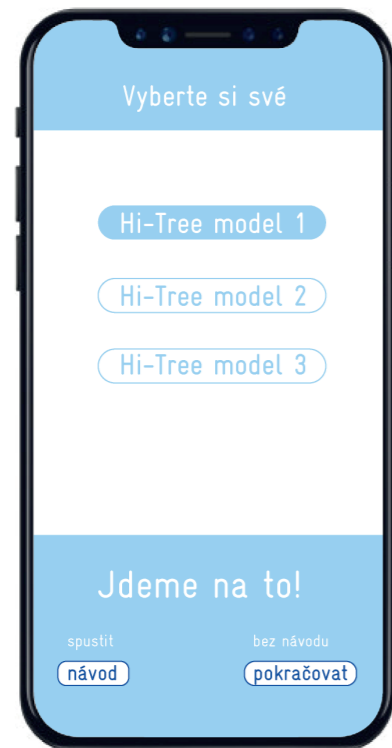 Vyberte si své
Hi-Tree model 1
Hi-Tree model 2
Hi-Tree model 3
Jdeme na to!
spustit
návod
bez návodu
pokračovat